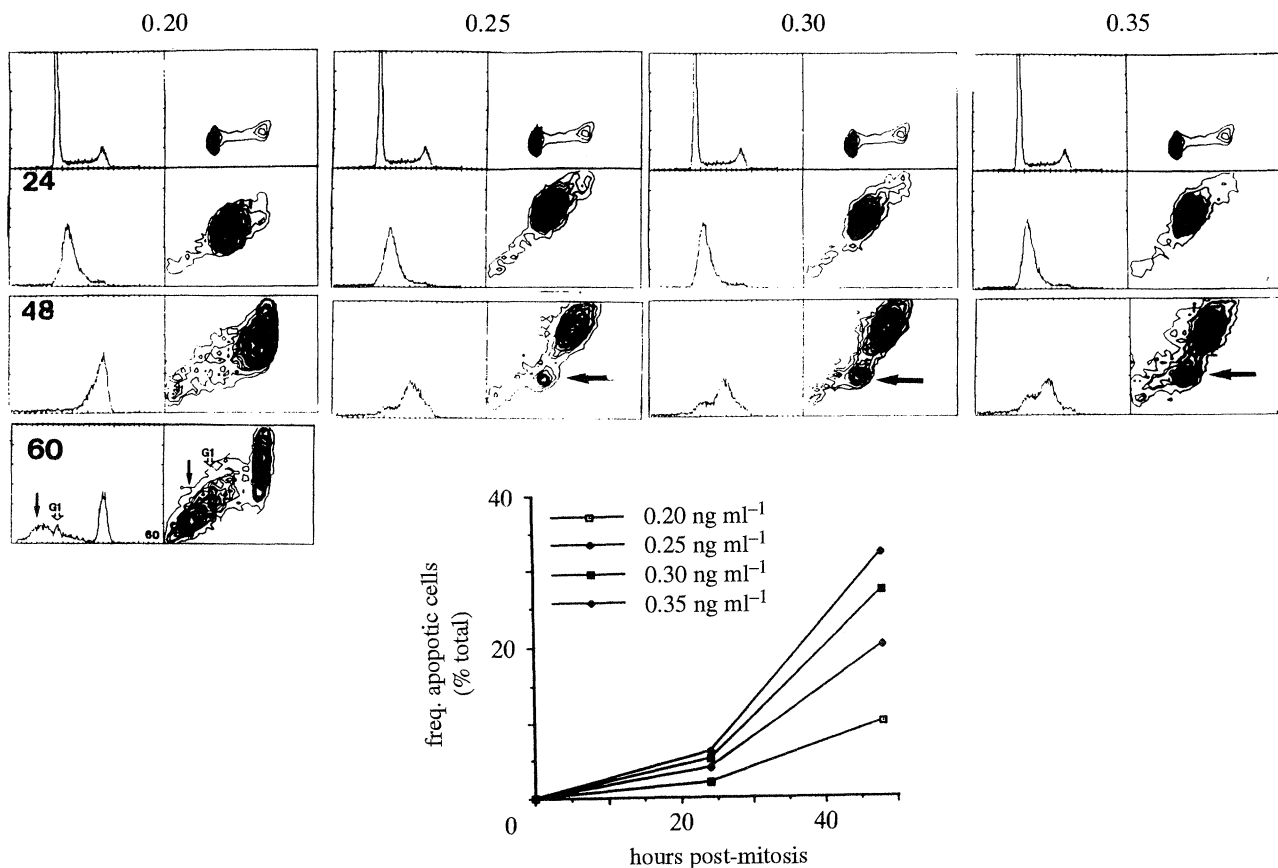 0.20 0.25 0.30 0.35
24
48
60
G1
G1
60
40
20
0
0.20 ng ml⁻¹
0.25 ng ml⁻¹
0.30 ng ml⁻¹
0.35 ng ml⁻¹
freq. apopotic cells
(% total)
20 40
hours post-mitosis